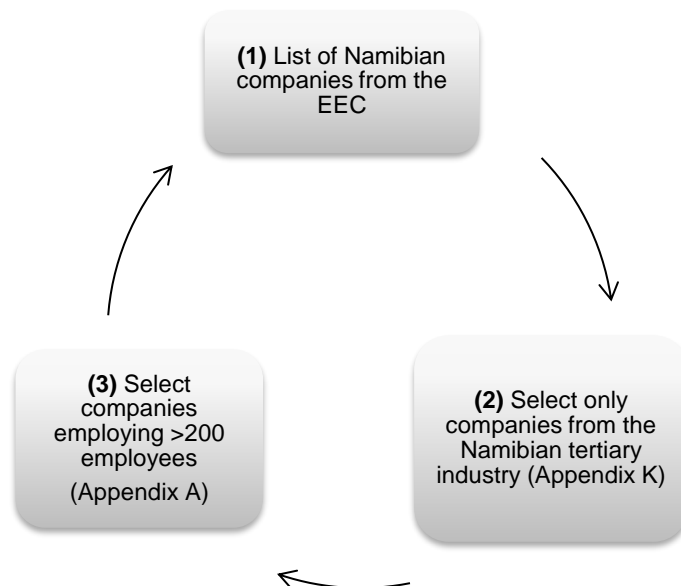 (1) List of Namibian
companies from the
EEC
(2) Select only
companies from the
Namibian tertiary
industry (Appendix K)
(3) Select
companies
employing >200
employees
(Appendix A)